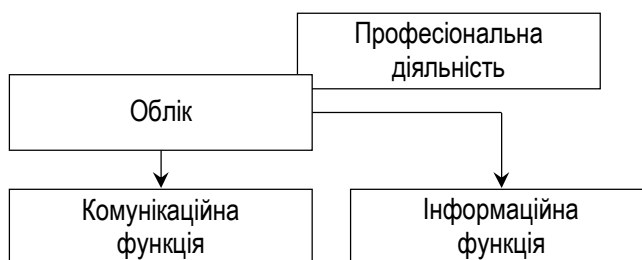 Професіональна
діяльність
Облік
Комунікаційна
функція
Інформаційна
функція